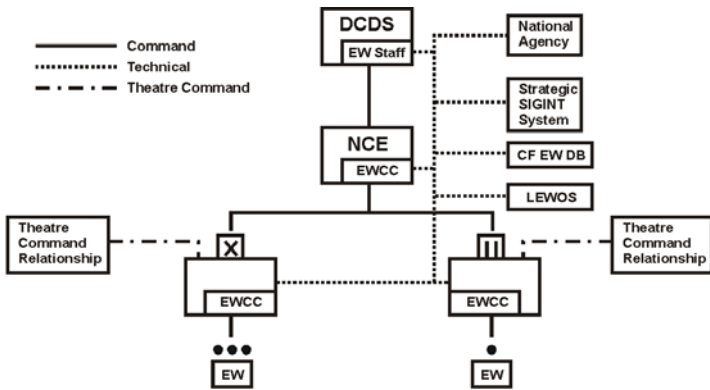 DCDS
EW Staff
Command
Technical
Theatre Command
National
Agency
Strategic
SIGINT
System
NCE
EWCC
CF EW DB
LEWOS
Theatre
Command
Relationship
X
II
Theatre
Command
Relationship
EWCC
EWCC
EW
EW